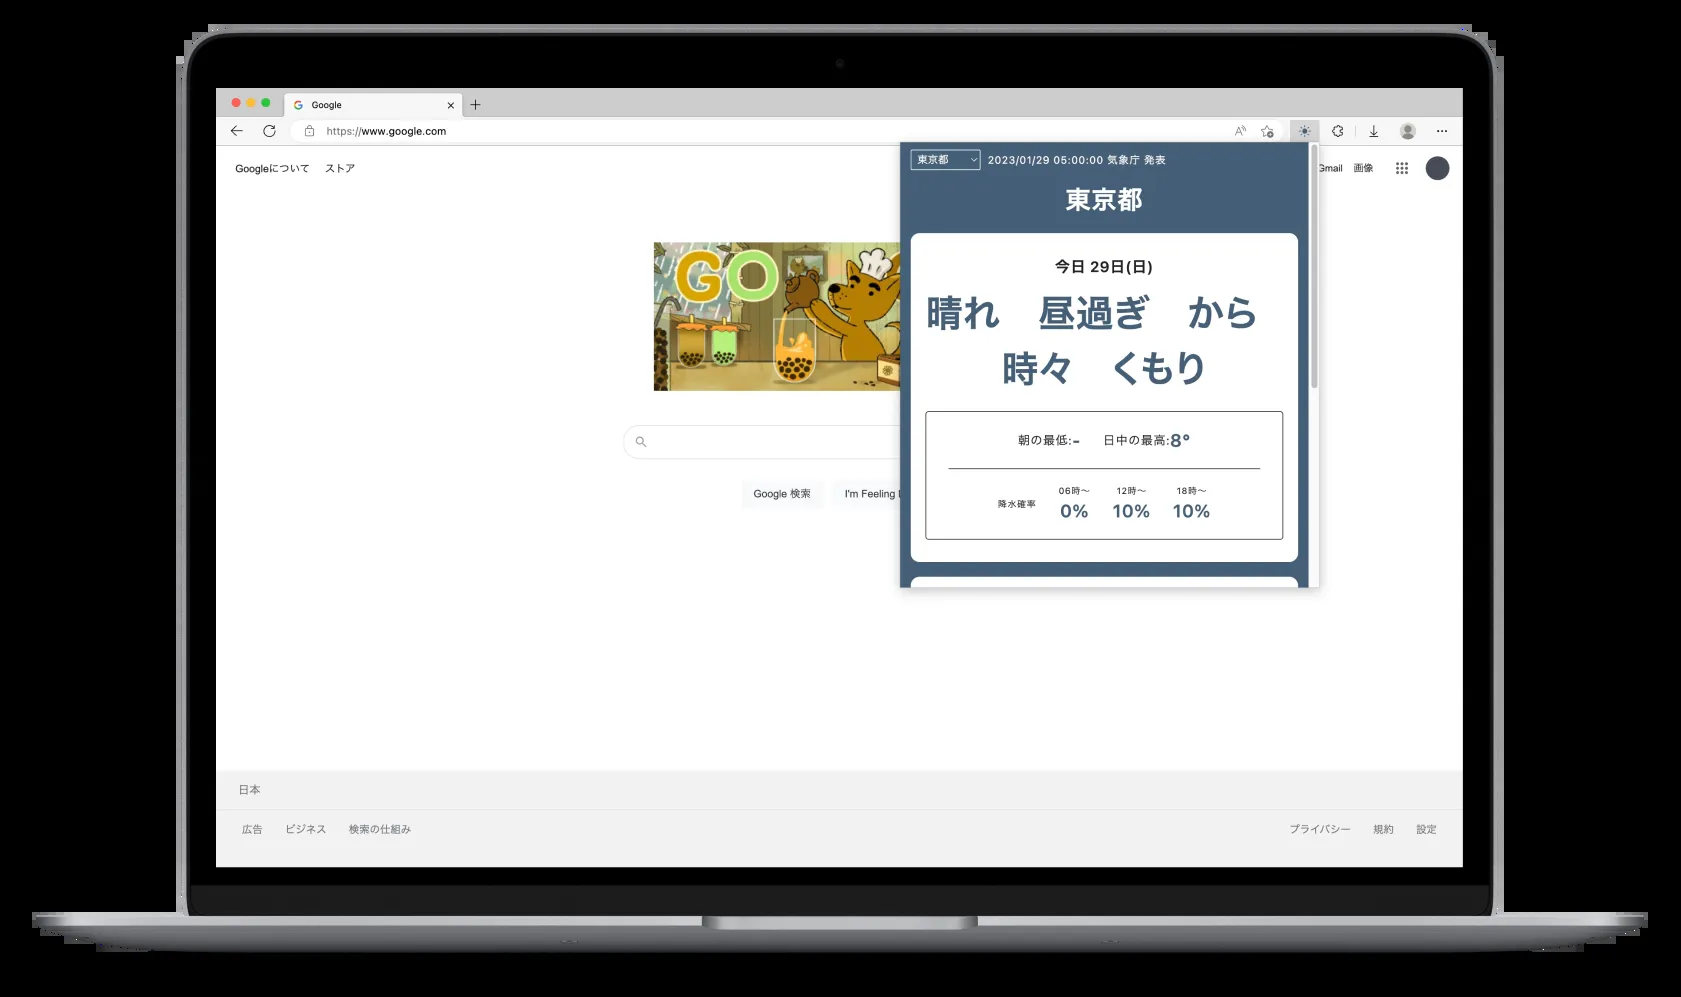 Google
https://www.google.com
Googleについて ストア
東京都 2023/01/29 05:00:00 気象庁 発表
Gmail 画像
東京都
今日 29日(日)
晴れ 昼過ぎ から
時々 くもり
GO
朝の最低:- 日中の最高:8°
06時〜 12時〜 18時〜
降水確率
0% 10% 10%
Google 検索 I'm Feeling
日本
広告 ビジネス 検索の仕組み プライバシー 規約 設定